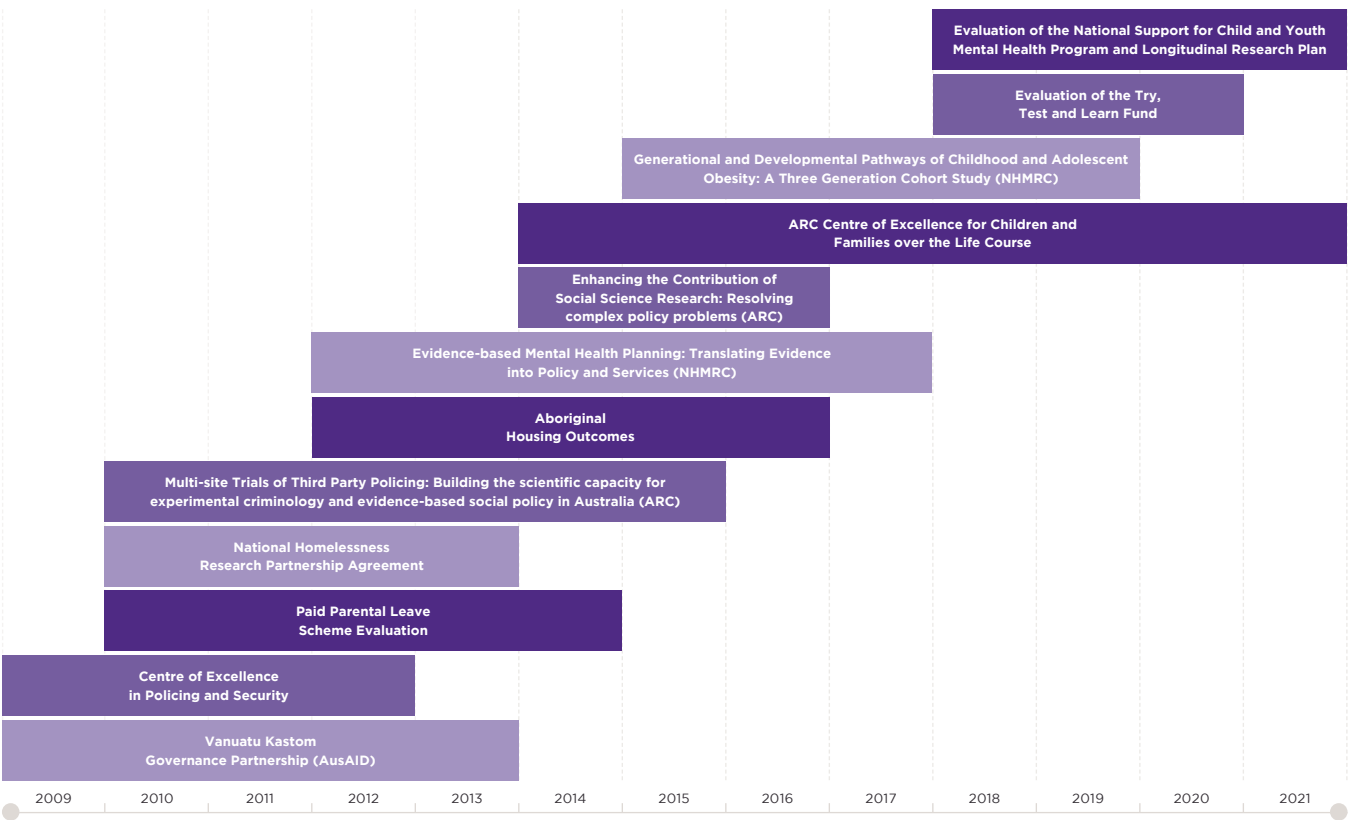 Evaluation of the National Support for Child and Youth
Mental Health Program and Longitudinal Research Plan
Evaluation of the Try,
Test and Learn Fund
Generational and Developmental Pathways of Childhood and Adolescent
Obesity: A Three Generation Cohort Study (NHMRC)
ARC Centre of Excellence for Children and
Families over the Life Course
Enhancing the Contribution of
Social Science Research: Resolving
complex policy problems (ARC)
Evidence-based Mental Health Planning: Translating Evidence
into Policy and Services (NHMRC)
Aboriginal
Housing Outcomes
Multi-site Trials of Third Party Policing: Building the scientific capacity for
experimental criminology and evidence-based social policy in Australia (ARC)
National Homelessness
Research Partnership Agreement
Paid Parental Leave
Scheme Evaluation
Centre of Excellence
in Policing and Security
Vanuatu Kastom
Governance Partnership (AusAID)
2009 2010 2011 2012 2013 2014 2015 2016 2017 2018 2019 2020 2021